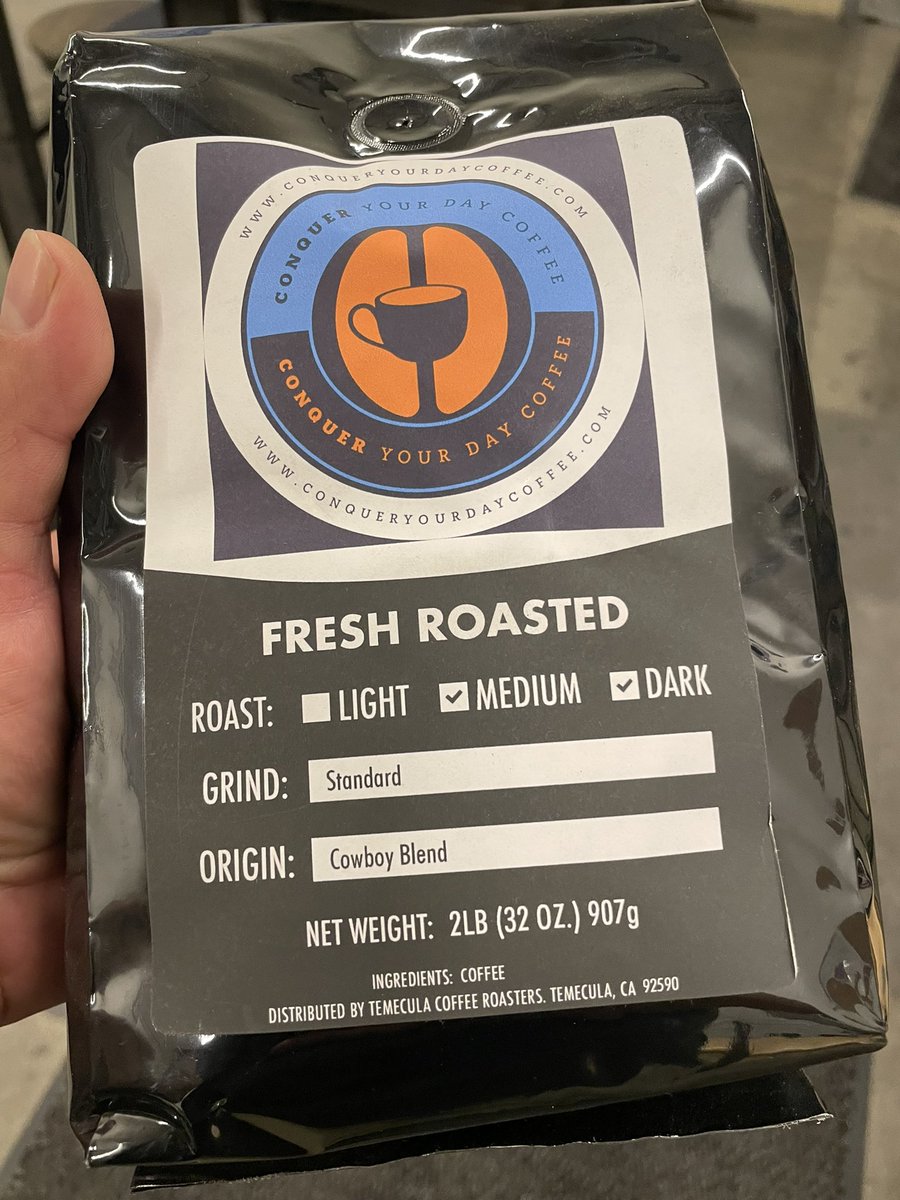 WWW.CONQUERYOURDAYCOFFEE.COM
CONQUER YOUR DAY COFFEE
CONQUER YOUR DAY COFFEE
WWW.CONQUERYOURDAYCOFFEE.COM
FRESH ROASTED
ROAST: LIGHT MEDIUM DARK
GRIND: Standard
ORIGIN: Cowboy Blend
NET WEIGHT: 2LB (32 OZ.) 907g
INGREDIENTS: COFFEE
DISTRIBUTED BY TEMECULA COFFEE ROASTERS. TEMECULA, CA 92590